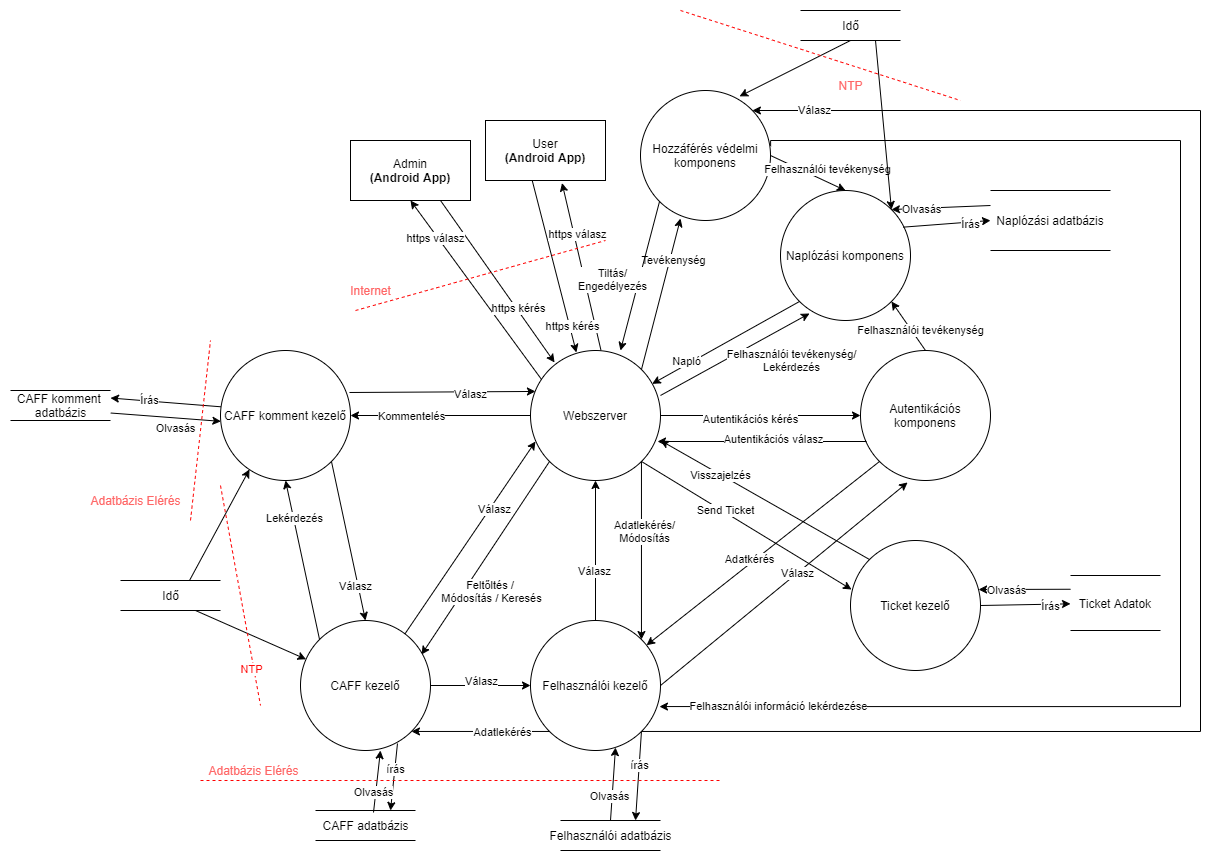 Idő
NTP
Válasz
User
(Android App)
Admin
(Android App)
Hozzáférés védelmi
komponens
Felhasználói tevékenység
Olvasás
Írás
Naplózási adatbázis
https válasz
https válasz
Tevékenység
Naplózási komponens
Tiltás/
Engedélyezés
Internet
https kérés
https kérés
Felhasználói tevékenység
Napló
Felhasználói tevékenység/
Lekérdezés
Válasz
Írás
CAFF komment
adatbázis
Olvasás
CAFF komment kezelő
Kommentelés
Webszerver
Autentikációs kérés
Autentikációs komponens
Autentikációs válasz
Visszajelzés
Adatbázis Elérés
Lekérdezés
Válasz
Send Ticket
Adatlekérés/
Módosítás
Adatkérés
Válasz
Válasz
Válasz
Feltöltés /
Módosítás / Keresés
Idő
Ticket kezelő
Olvasás
Írás
Ticket Adatok
NTP
CAFF kezelő
Válasz
Felhasználói kezelő
Felhasználói információ lekérdezése
Adatlekérés
Adatbázis Elérés
írás
írás
Olvasás
Olvasás
CAFF adatbázis
Felhasználói adatbázis